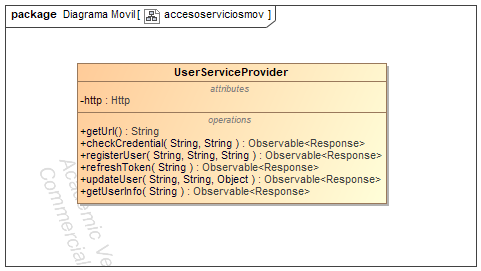 package Diagrama Movil[ accesoserviciosmov ]
UserServiceProvider
attributes
-http : Http
operations
+getUrl() : String
+checkCredential( String, String ) : Observable<Response>
+registerUser( String, String, String ) : Observable<Response>
+refreshToken( String ) : Observable<Response>
+updateUser( String, String, Object ) : Observable<Response>
+getUserInfo( String ) : Observable<Response>
Academic Ve
Commercial